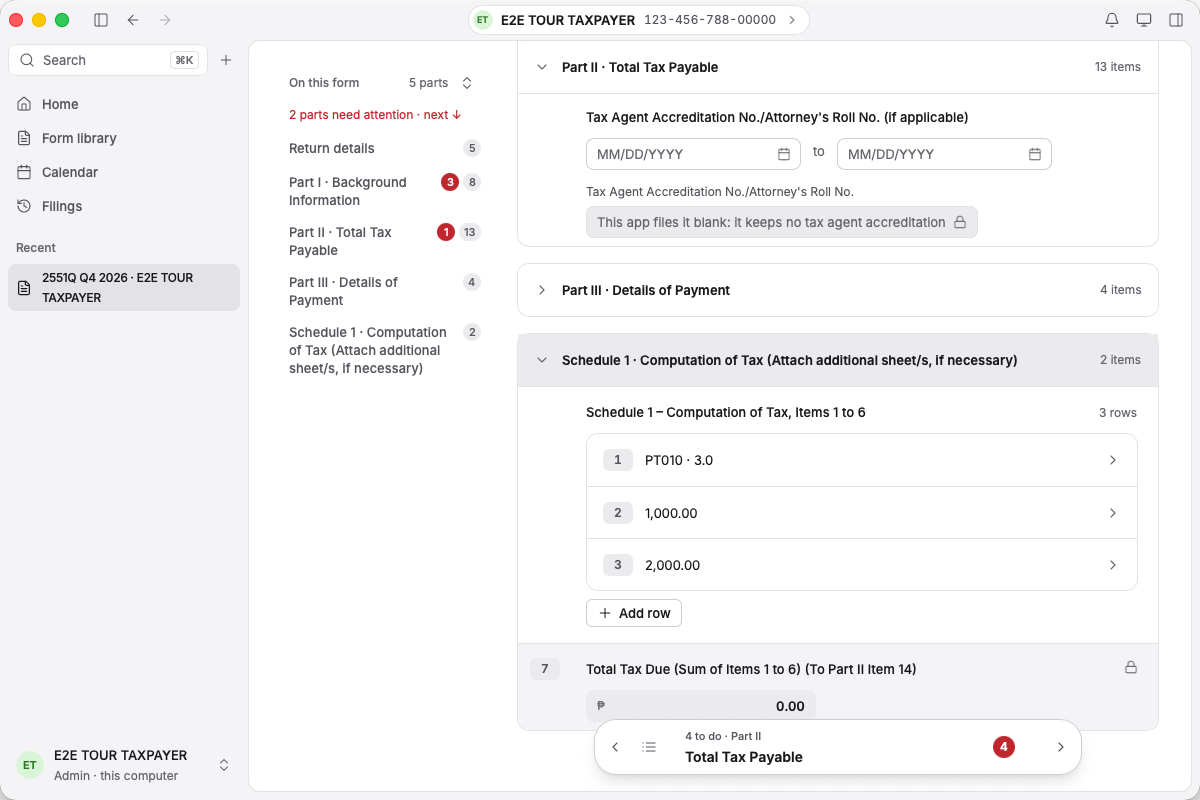 ET E2E TOUR TAXPAYER 123-456-788-00000
Search ⌘K
Home
Form library
Calendar
Filings
Recent
2551Q Q4 2026 · E2E TOUR
TAXPAYER
ET E2E TOUR TAXPAYER
Admin · this computer
On this form 5 parts
2 parts need attention · next ↓
Return details 5
Part I · Background 3 8
Information
Part II · Total Tax 1 13
Payable
Part III · Details of 4
Payment
Schedule 1 · Computation 2
of Tax (Attach additional
sheet/s, if necessary)
Part II · Total Tax Payable 13 items
Tax Agent Accreditation No./Attorney's Roll No. (if applicable)
MM/DD/YYYY to MM/DD/YYYY
Tax Agent Accreditation No./Attorney's Roll No.
This app files it blank: it keeps no tax agent accreditation
Part III · Details of Payment 4 items
Schedule 1 · Computation of Tax (Attach additional sheet/s, if necessary) 2 items
Schedule 1 – Computation of Tax, Items 1 to 6 3 rows
1 PT010 · 3.0
2 1,000.00
3 2,000.00
+ Add row
7 Total Tax Due (Sum of Items 1 to 6) (To Part II Item 14)
₱ 0.00
4 to do · Part II
Total Tax Payable 4